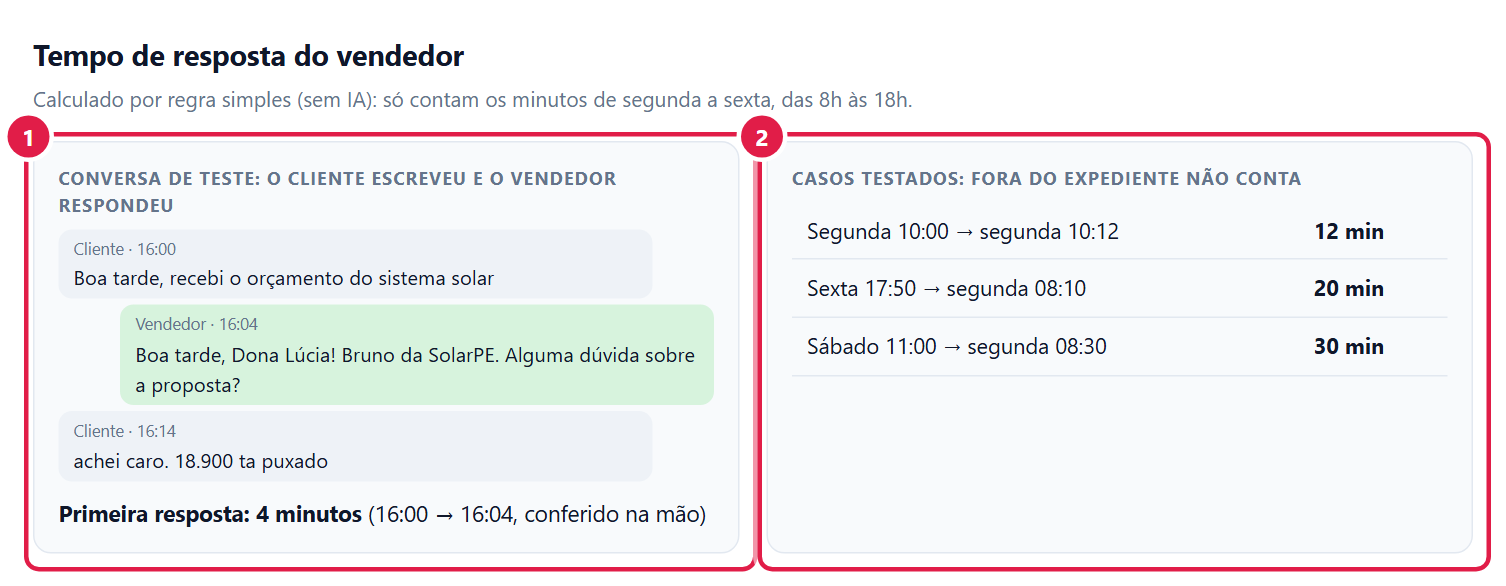 Tempo de resposta do vendedor
Calculado por regra simples (sem IA): só contam os minutos de segunda a sexta, das 8h às 18h.
1
CONVERSA DE TESTE: O CLIENTE ESCREVEU E O VENDEDOR
RESPONDEU
Cliente · 16:00
Boa tarde, recebi o orçamento do sistema solar
Vendedor · 16:04
Boa tarde, Dona Lúcia! Bruno da SolarPE. Alguma dúvida sobre
a proposta?
Cliente · 16:14
achei caro. 18.900 ta puxado
Primeira resposta: 4 minutos (16:00 → 16:04, conferido na mão)
2
CASOS TESTADOS: FORA DO EXPEDIENTE NÃO CONTA
Segunda 10:00 → segunda 10:12 12 min
Sexta 17:50 → segunda 08:10 20 min
Sábado 11:00 → segunda 08:30 30 min